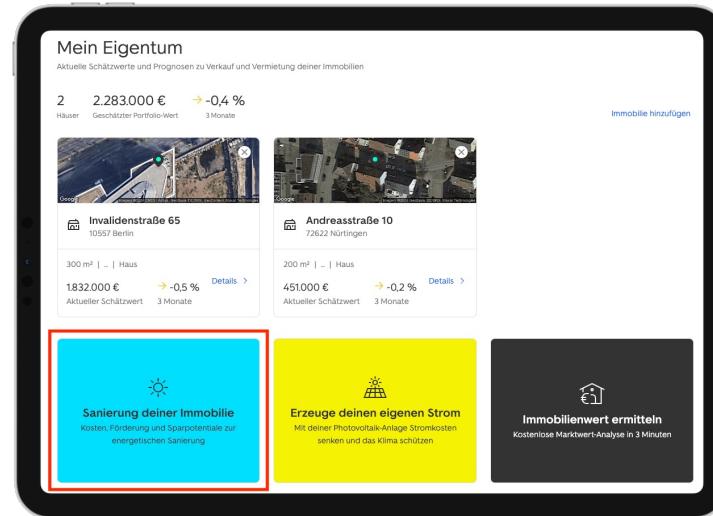 Mein Eigentum
Aktuelle Schätzwerte und Prognosen zu Verkauf und Vermietung deiner Immobilien
2 2.283.000 € → -0,4 %
Häuser Geschätzter Portfolio-Wert 3 Monate
Immobilie hinzufügen
Google
Invalidenstraße 65
10557 Berlin
300 m² | _ | Haus
1.832.000 € → -0,5 % Details >
Aktueller Schätzwert 3 Monate
Google
Andreasstraße 10
72622 Nürtingen
200 m² | _ | Haus
451.000 € → -0,2 % Details >
Aktueller Schätzwert 3 Monate
Sanierung deiner Immobilie
Kosten, Förderung und Sparpotentiale zur
energetischen Sanierung
Erzeuge deinen eigenen Strom
Mit deiner Photovoltaik-Anlage Stromkosten
senken und das Klima schützen
Immobilienwert ermitteln
Kostenlose Marktwert-Analyse in 3 Minuten